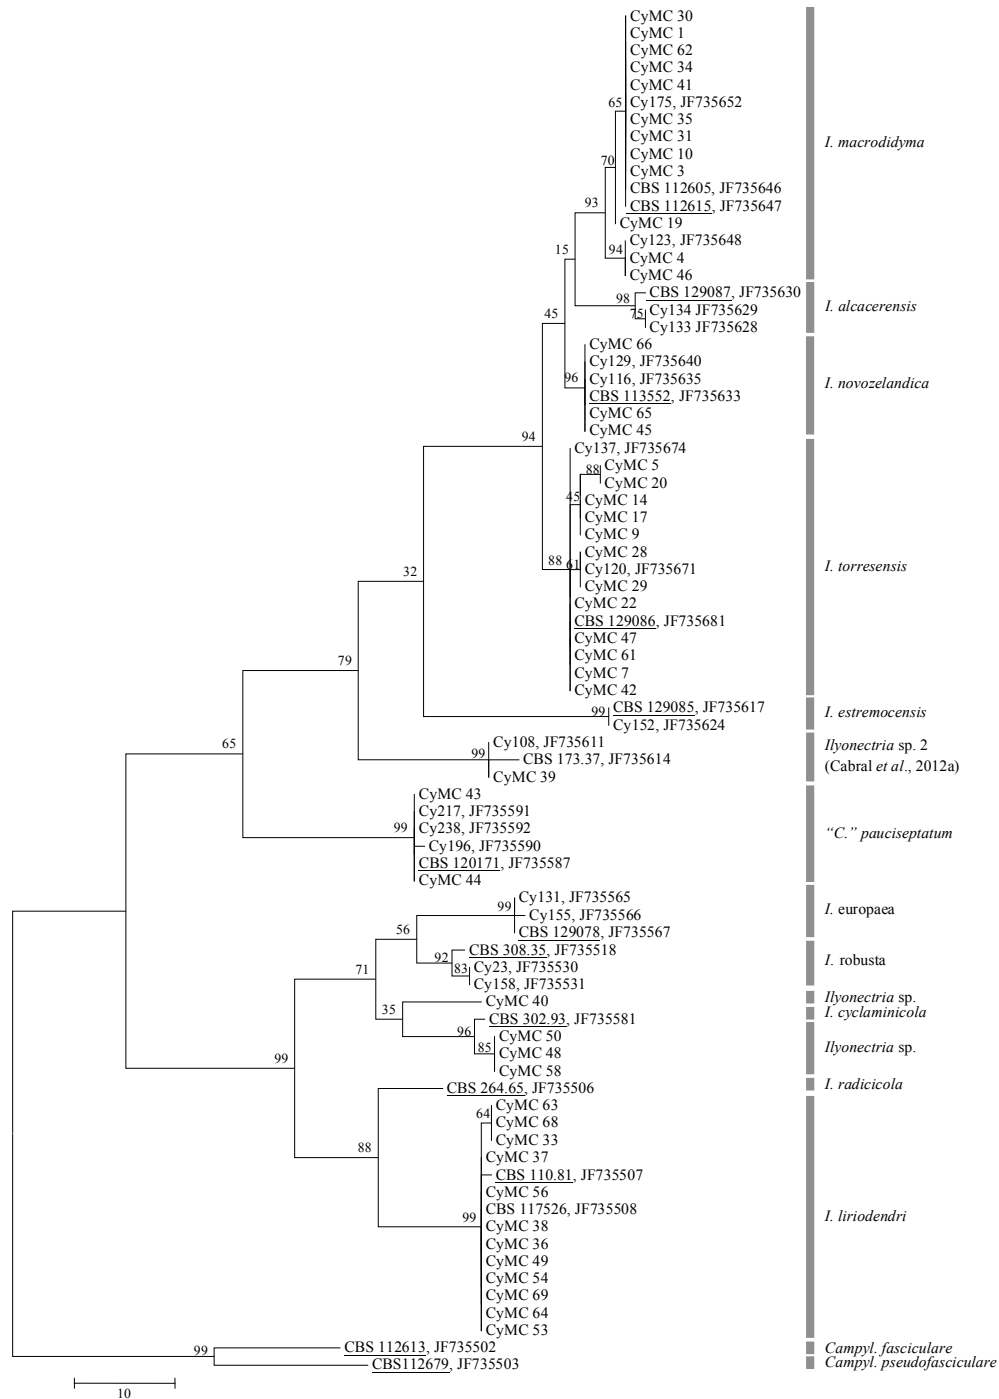 CyMC 30
CyMC 1
CyMC 62
CyMC 34
CyMC 41
65
Cy175, JF735652
CyMC 35
CyMC 31
I. macrodidyma
CyMC 10
70
CyMC 3
CBS 112605, JF735646
93
CBS 112615, JF735647
CyMC 19
Cy123, JF735648
15
94
CyMC 4
CyMC 46
CBS 129087, JF735630
98
I. alcacerensis
Cy134 JF735629
75
45
Cy133 JF735628
CyMC 66
Cy129, JF735640
96
Cy116, JF735635
I. novozelandica
CBS 113552, JF735633
CyMC 65
CyMC 45
94
Cy137, JF735674
CyMC 5
88
CyMC 20
45
CyMC 14
CyMC 17
CyMC 9
CyMC 28
88
61
Cy120, JF735671
I. torresensis
32
CyMC 29
CyMC 22
CBS 129086, JF735681
CyMC 47
CyMC 61
79
CyMC 7
CyMC 42
CBS 129085, JF735617
99
I. estremocensis
Cy152, JF735624
65
Cy108, JF735611
Ilyonectria sp. 2
99
CBS 173.37, JF735614
(Cabral et al., 2012a)
CyMC 39
CyMC 43
Cy217, JF735591
99
Cy238, JF735592
“C.” pauciseptatum
Cy196, JF735590
CBS 120171, JF735587
CyMC 44
Cy131, JF735565
99
I. europaea
Cy155, JF735566
56
CBS 129078, JF735567
CBS 308.35, JF735518
92
I. robusta
83
Cy23, JF735530
71
Cy158, JF735531
CyMC 40
Ilyonectria sp.
35
CBS 302.93, JF735581
I. cyclaminicola
96
CyMC 50
85
CyMC 48
Ilyonectria sp.
99
CyMC 58
CBS 264.65, JF735506
I. radicicola
CyMC 63
64
CyMC 68
CyMC 33
88
CyMC 37
CBS 110.81, JF735507
CyMC 56
CBS 117526, JF735508
I. liriodendri
99
CyMC 38
CyMC 36
CyMC 49
CyMC 54
CyMC 69
CyMC 64
CyMC 53
99
CBS 112613, JF735502
Campyl. fasciculare
CBS112679, JF735503
Campyl. pseudofasciculare
10